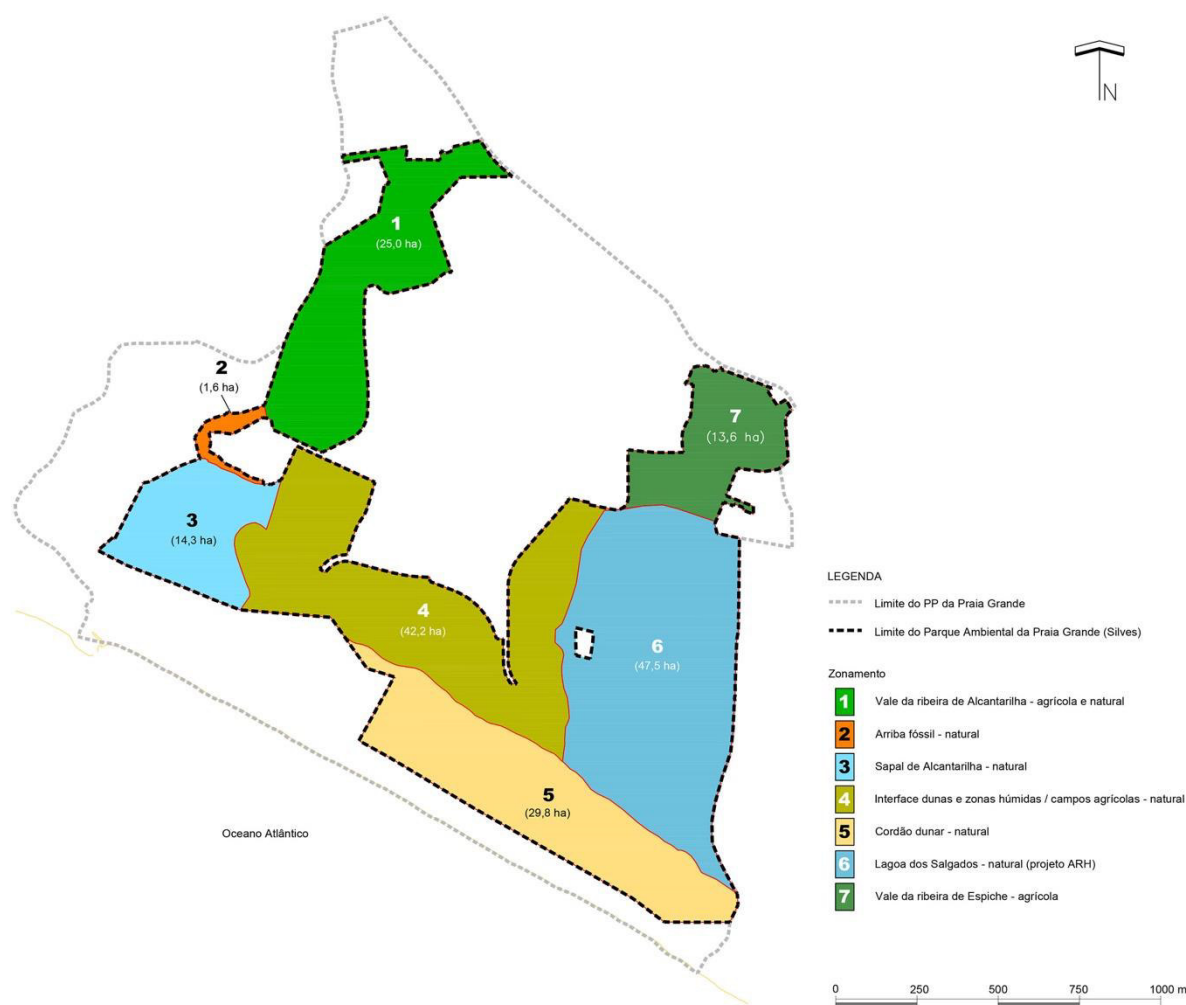 N
1
(25,0 ha)
2
(1,6 ha)
7
(13,6 ha)
3
(14,3 ha)
4
(42,2 ha)
6
(47,5 ha)
5
(29,8 ha)
Oceano Atlântico
LEGENDA
Limite do PP da Praia Grande
Limite do Parque Ambiental da Praia Grande (Silves)
Zonamento
1 Vale da ribeira de Alcantarilha - agrícola e natural
2 Arriba fóssil - natural
3 Sapal de Alcantarilha - natural
4 Interface dunas e zonas húmidas / campos agrícolas - natural
5 Cordão dunar - natural
6 Lagoa dos Salgados - natural (projeto ARH)
7 Vale da ribeira de Espiche - agrícola
0 250 500 750 1000 m